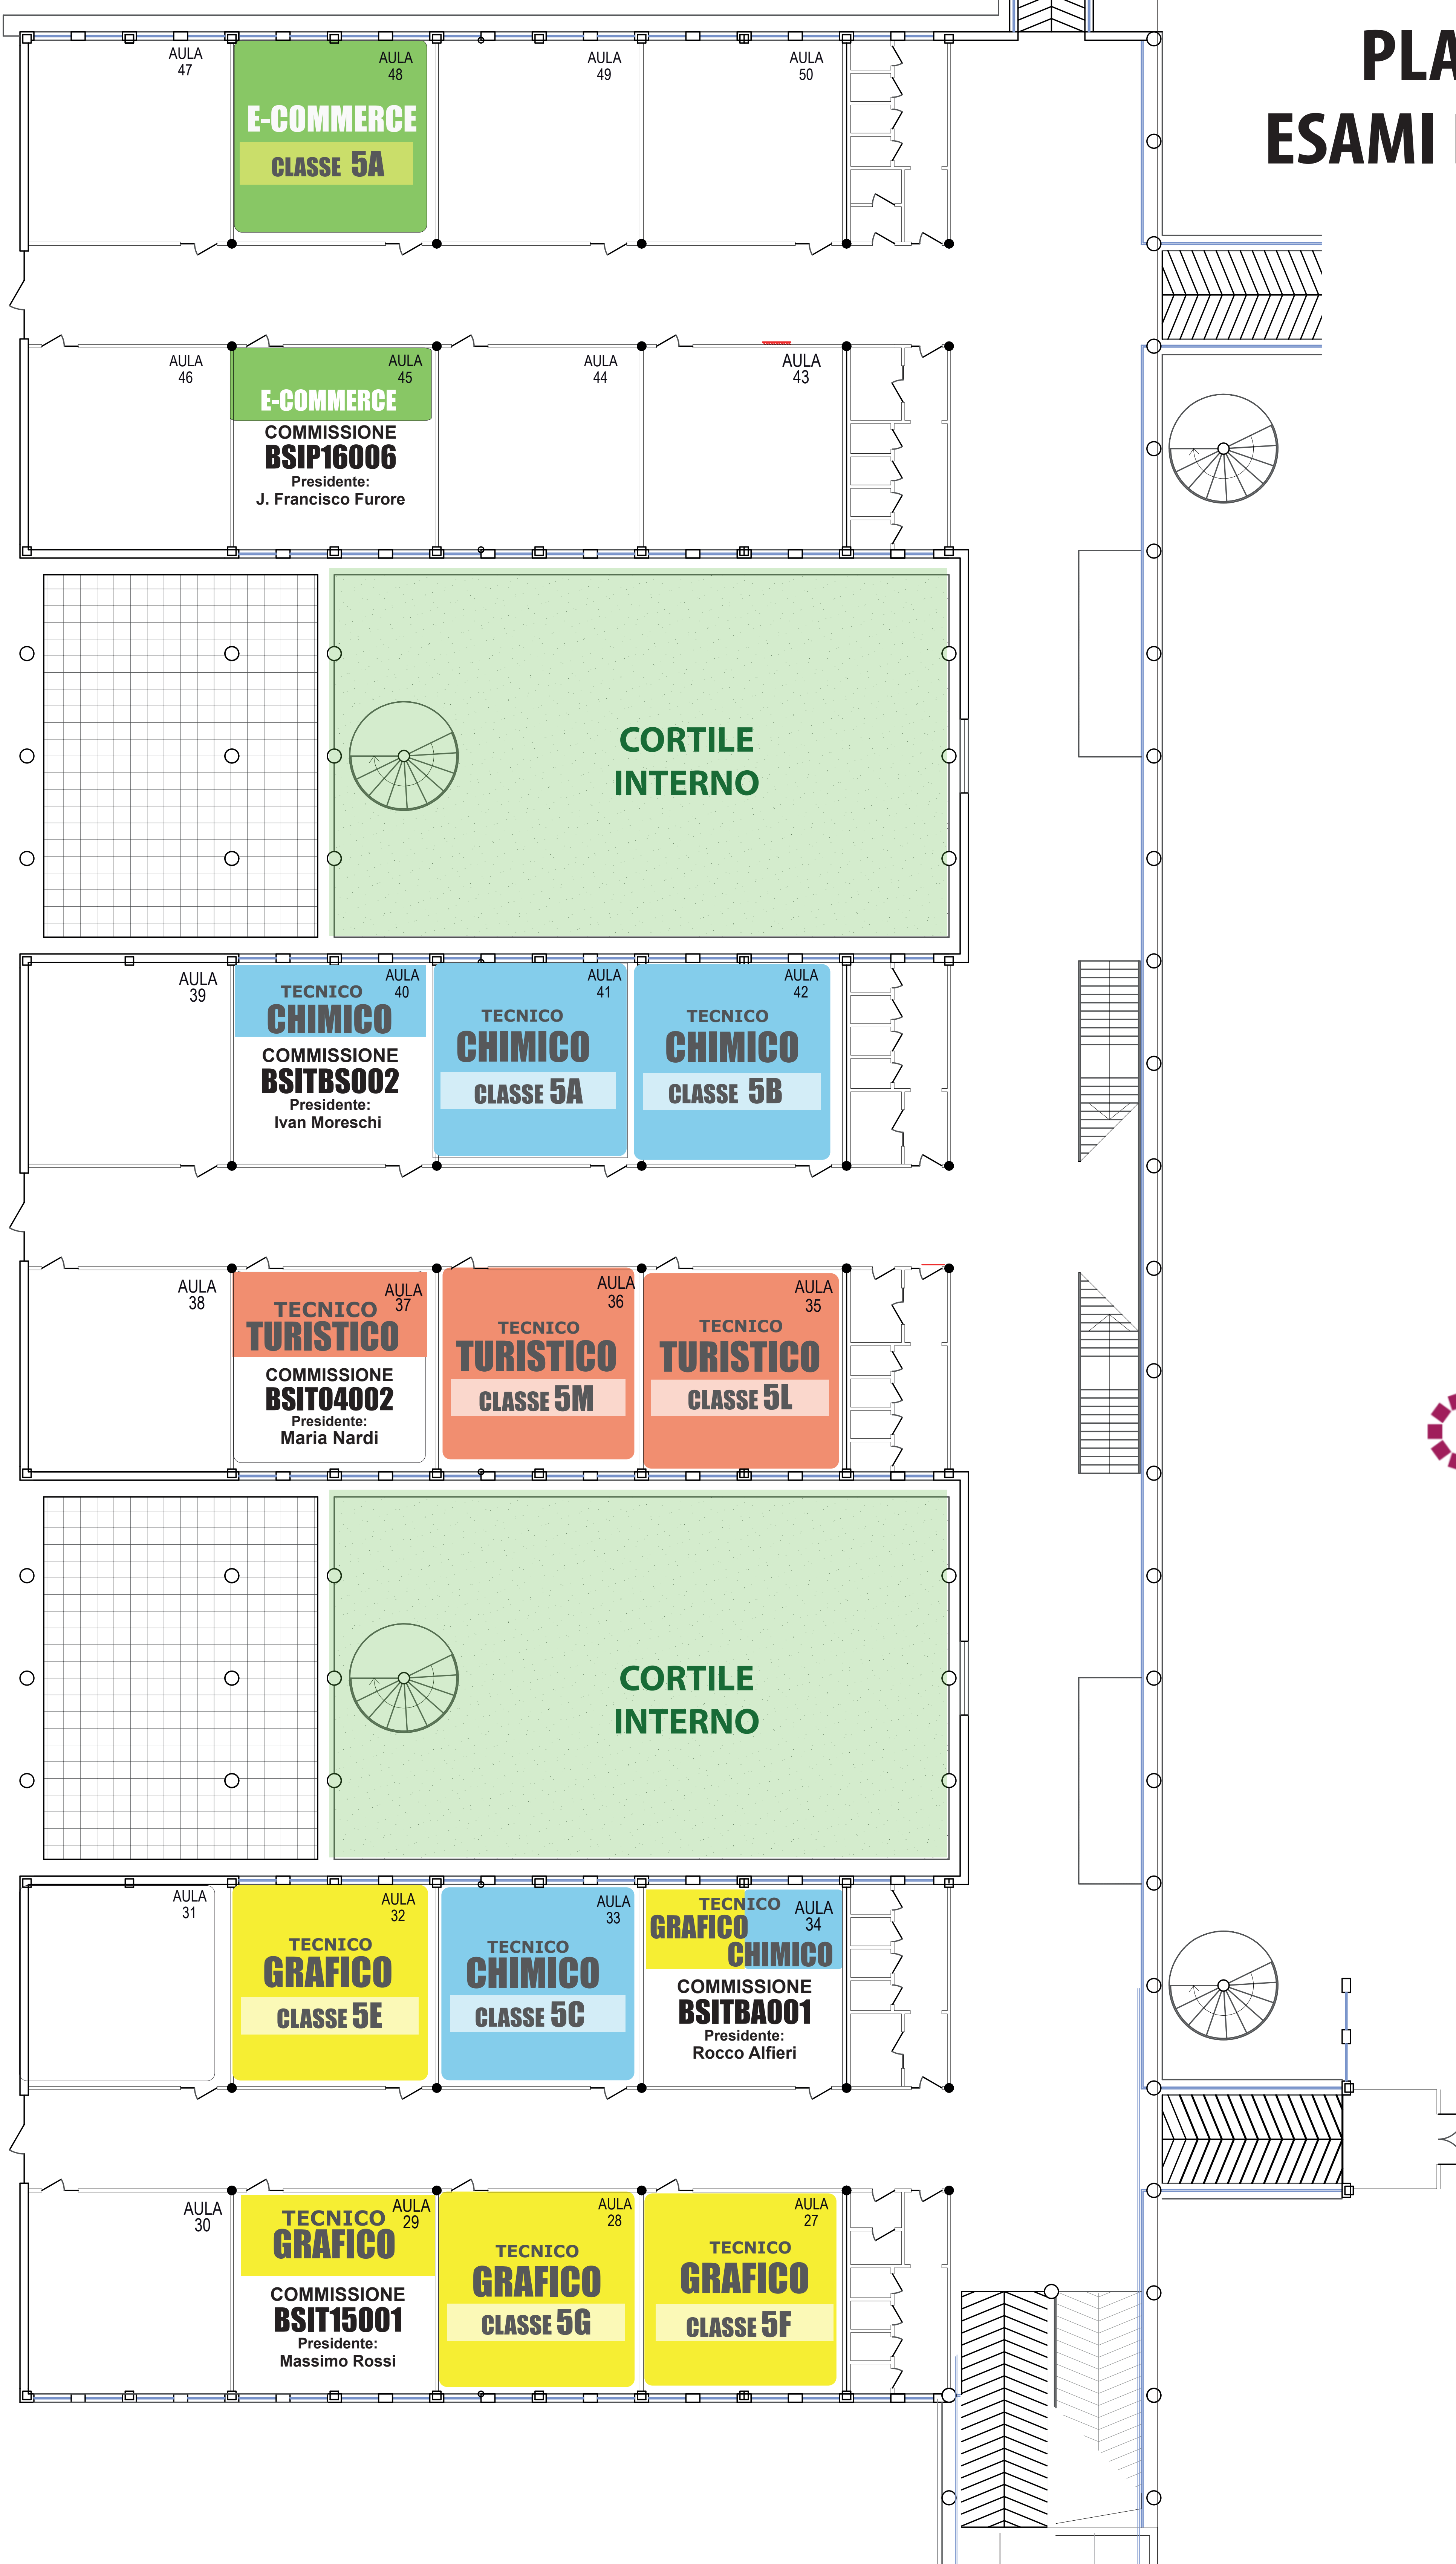 PLA
ESAMI
AULA
47
AULA
48
E-COMMERCE
CLASSE 5A
AULA
49
AULA
50
AULA
46
AULA
45
E-COMMERCE
COMMISSIONE
BSIP16006
Presidente:
J. Francisco Furore
AULA
44
AULA
43
CORTILE
INTERNO
AULA
39
AULA
40
TECNICO
CHIMICO
COMMISSIONE
BSITBS002
Presidente:
Ivan Moreschi
AULA
41
TECNICO
CHIMICO
CLASSE 5A
AULA
42
TECNICO
CHIMICO
CLASSE 5B
AULA
38
AULA
37
TECNICO
TURISTICO
COMMISSIONE
BSIT04002
Presidente:
Maria Nardi
AULA
36
TECNICO
TURISTICO
CLASSE 5M
AULA
35
TECNICO
TURISTICO
CLASSE 5L
CORTILE
INTERNO
AULA
31
AULA
32
TECNICO
GRAFICO
CLASSE 5E
AULA
33
TECNICO
CHIMICO
CLASSE 5C
AULA
34
TECNICO
GRAFICO
CHIMICO
COMMISSIONE
BSITBA001
Presidente:
Rocco Alfieri
AULA
30
AULA
29
TECNICO
GRAFICO
COMMISSIONE
BSIT15001
Presidente:
Massimo Rossi
AULA
28
TECNICO
GRAFICO
CLASSE 5G
AULA
27
TECNICO
GRAFICO
CLASSE 5F